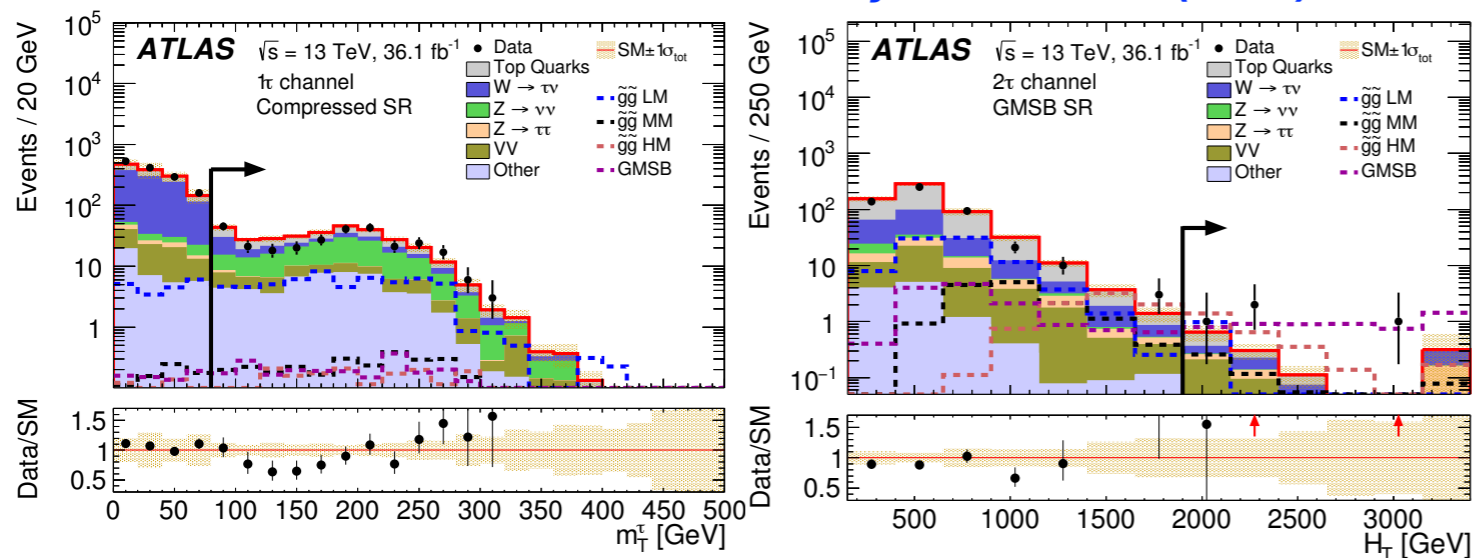 ATLAS
√s = 13 TeV, 36.1 fb⁻¹
1τ channel
Compressed SR
Data
Top Quarks
W → τν
Z → νν
Z → ττ
VV
Other
SM±1σtot
g̃g̃ LM
g̃g̃ MM
g̃g̃ HM
GMSB
Events / 20 GeV
10⁵
10⁴
10³
10²
10
1
Data/SM
1.5
1
0.5
0 50 100 150 200 250 300 350 400 450 500
m_T^τ [GeV]
ATLAS
√s = 13 TeV, 36.1 fb⁻¹
2τ channel
GMSB SR
Data
Top Quarks
W → τν
Z → νν
Z → ττ
VV
Other
SM±1σtot
g̃g̃ LM
g̃g̃ MM
g̃g̃ HM
GMSB
Events / 250 GeV
10⁵
10⁴
10³
10²
10
1
10⁻¹
Data/SM
1.5
1
0.5
500 1000 1500 2000 2500 3000
H_T [GeV]